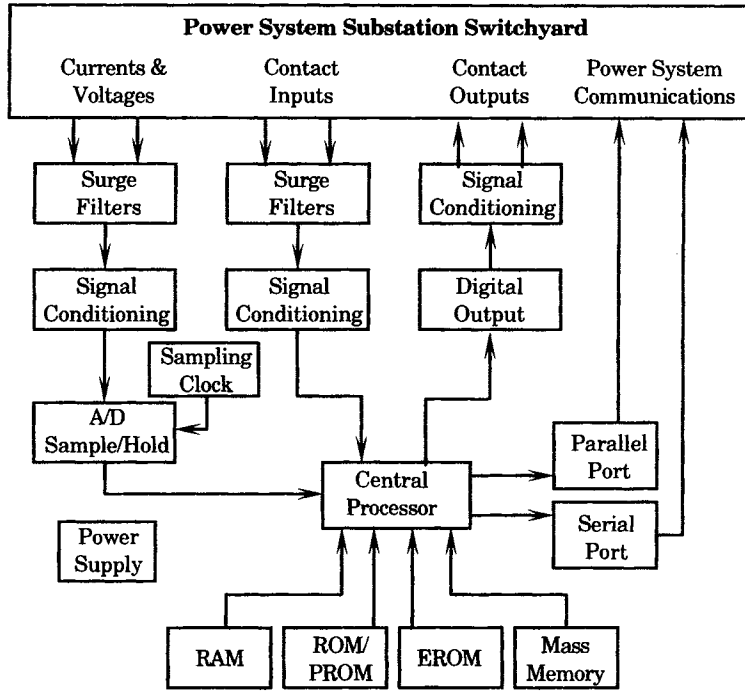 Power System Substation Switchyard
Currents &
Voltages
Contact
Inputs
Contact
Outputs
Power System
Communications
Surge
Filters
Surge
Filters
Signal
Conditioning
Signal
Conditioning
Signal
Conditioning
Digital
Output
Sampling
Clock
A/D
Sample/Hold
Central
Processor
Parallel
Port
Serial
Port
Power
Supply
RAM
ROM/
PROM
EROM
Mass
Memory